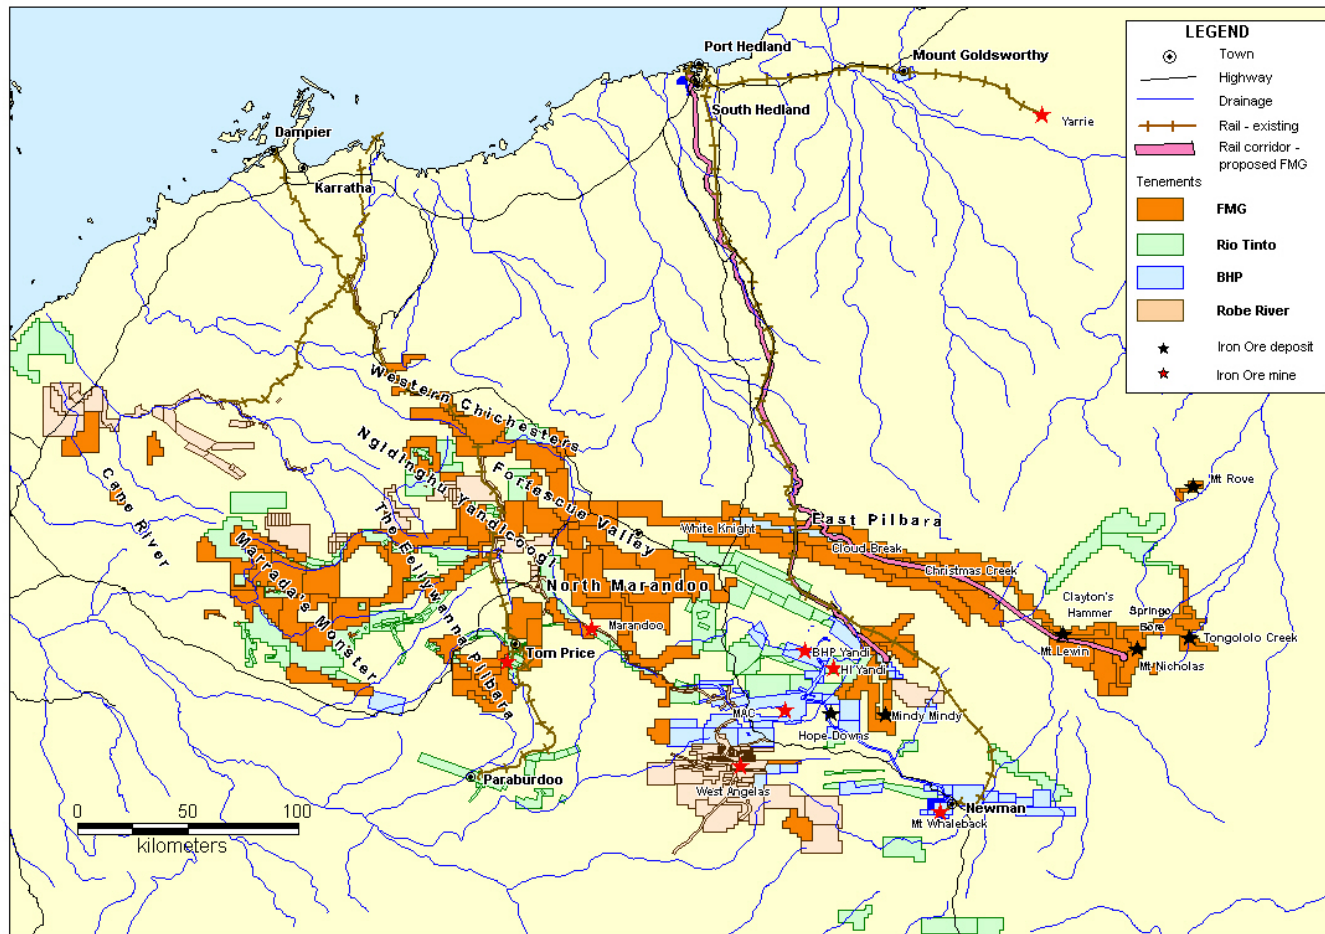 LEGEND
Town
Highway
Drainage
Rail - existing
Rail corridor -
proposed FMG
Tenements
FMG
Rio Tinto
BHP
Robe River
Iron Ore deposit
Iron Ore mine
Port Hedland
Mount Goldsworthy
South Hedland
Yarrie
Dampier
Karratha
Western Chichesters
Ngidinghu Yandicoogi
Fortescue Valley
The Fellywanna Pilbara
Cane River
Marrada's Monster
White Knight
East Pilbara
Cloud Break
Christmas Creek
Mt Rove
North Marandoo
Clayton's
Hammer
Springo
Bore
Tongololo Creek
Mt Lewin
Mt Nicholas
Marandoo
Tom Price
BHP Yandi
HI Yandi
MAC
Mindy Mindy
Hope Downs
Paraburdoo
West Angelas
Newman
Mt Whaleback
0 50 100
kilometers